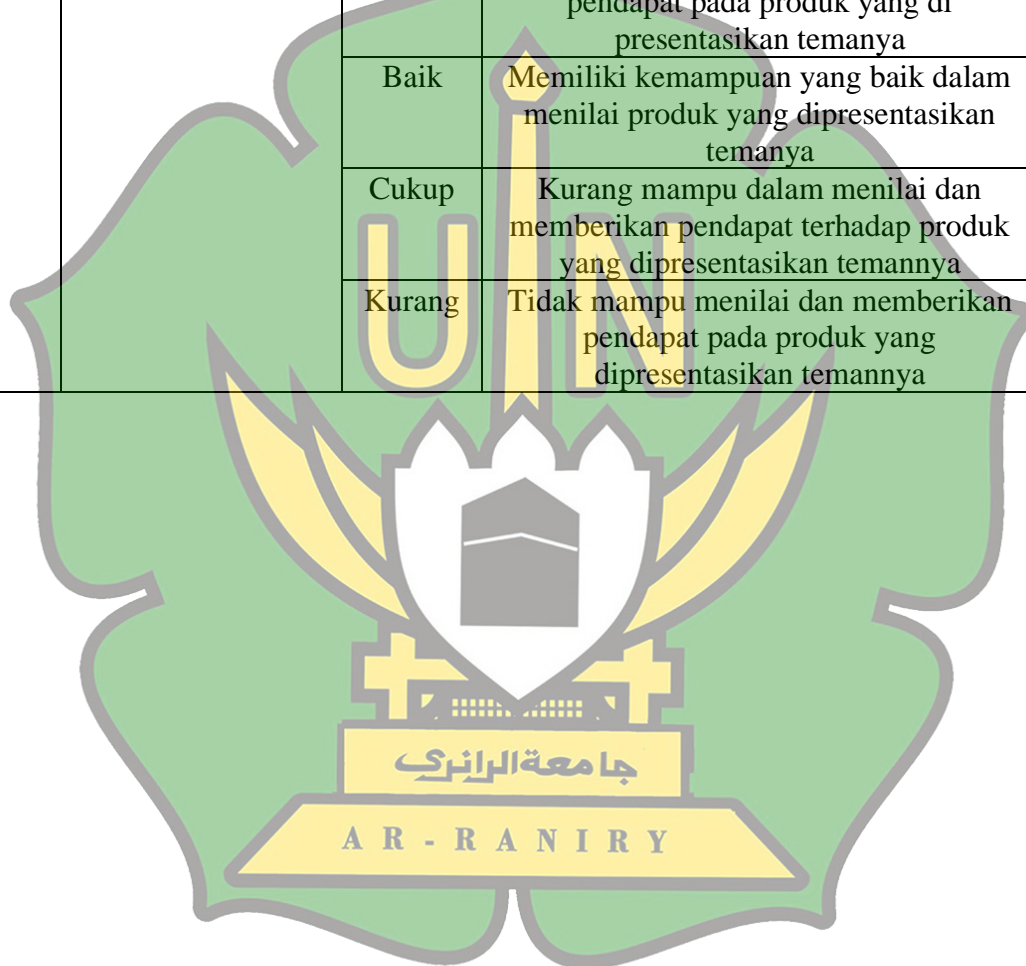 pendapat pada produk yang di
presentasikan temanya
Baik
Memiliki kemampuan yang baik dalam
menilai produk yang dipresentasikan
temanya
Cukup
Kurang mampu dalam menilai dan
memberikan pendapat terhadap produk
yang dipresentasikan temannya
Kurang
Tidak mampu menilai dan memberikan
pendapat pada produk yang
dipresentasikan temannya
UIN
جامعةالرانري
AR-RANIRY